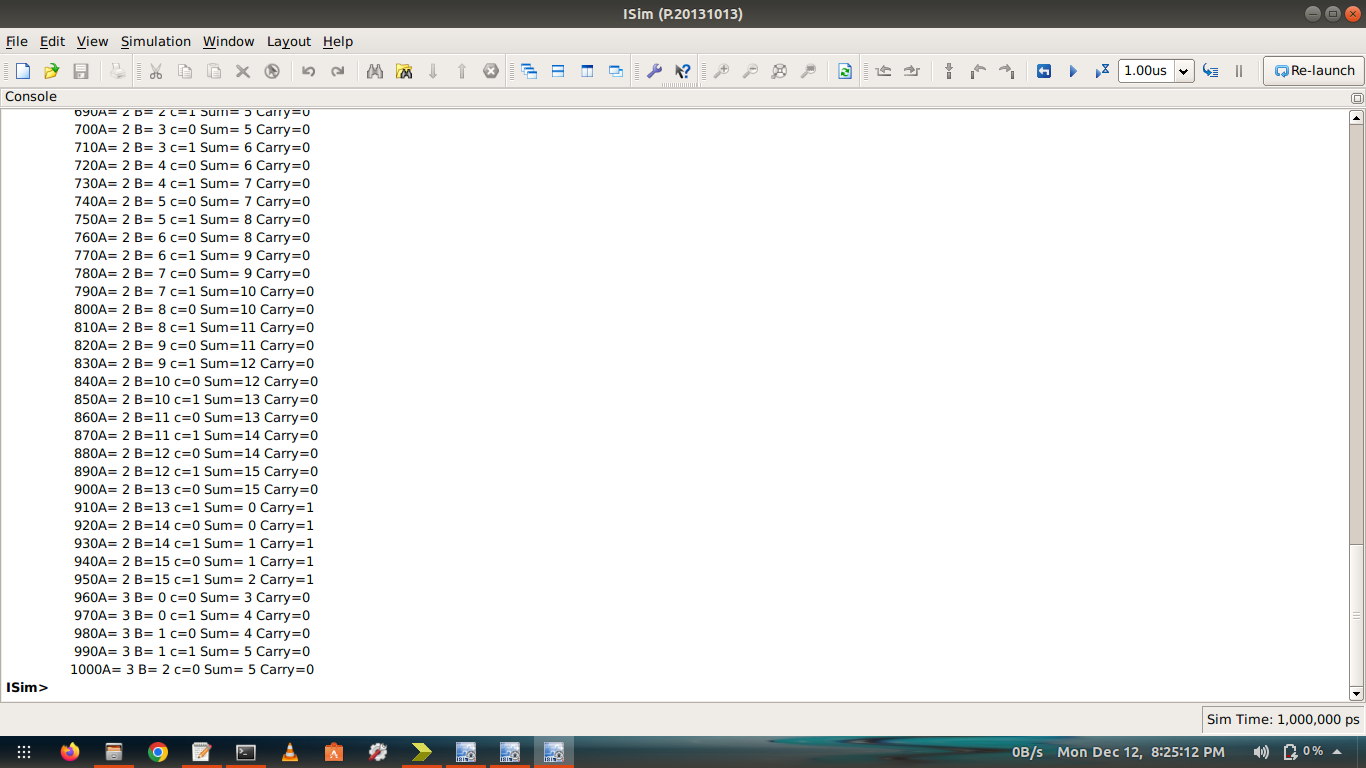 ISim (P.20131013)
File Edit View Simulation Window Layout Help
1.00us Re-launch
Console
690A= 2 B= 2 c=1 Sum= 5 Carry=0
700A= 2 B= 3 c=0 Sum= 5 Carry=0
710A= 2 B= 3 c=1 Sum= 6 Carry=0
720A= 2 B= 4 c=0 Sum= 6 Carry=0
730A= 2 B= 4 c=1 Sum= 7 Carry=0
740A= 2 B= 5 c=0 Sum= 7 Carry=0
750A= 2 B= 5 c=1 Sum= 8 Carry=0
760A= 2 B= 6 c=0 Sum= 8 Carry=0
770A= 2 B= 6 c=1 Sum= 9 Carry=0
780A= 2 B= 7 c=0 Sum= 9 Carry=0
790A= 2 B= 7 c=1 Sum=10 Carry=0
800A= 2 B= 8 c=0 Sum=10 Carry=0
810A= 2 B= 8 c=1 Sum=11 Carry=0
820A= 2 B= 9 c=0 Sum=11 Carry=0
830A= 2 B= 9 c=1 Sum=12 Carry=0
840A= 2 B=10 c=0 Sum=12 Carry=0
850A= 2 B=10 c=1 Sum=13 Carry=0
860A= 2 B=11 c=0 Sum=13 Carry=0
870A= 2 B=11 c=1 Sum=14 Carry=0
880A= 2 B=12 c=0 Sum=14 Carry=0
890A= 2 B=12 c=1 Sum=15 Carry=0
900A= 2 B=13 c=0 Sum=15 Carry=0
910A= 2 B=13 c=1 Sum= 0 Carry=1
920A= 2 B=14 c=0 Sum= 0 Carry=1
930A= 2 B=14 c=1 Sum= 1 Carry=1
940A= 2 B=15 c=0 Sum= 1 Carry=1
950A= 2 B=15 c=1 Sum= 2 Carry=1
960A= 3 B= 0 c=0 Sum= 3 Carry=0
970A= 3 B= 0 c=1 Sum= 4 Carry=0
980A= 3 B= 1 c=0 Sum= 4 Carry=0
990A= 3 B= 1 c=1 Sum= 5 Carry=0
1000A= 3 B= 2 c=0 Sum= 5 Carry=0
ISim>
Sim Time: 1,000,000 ps
0B/s Mon Dec 12, 8:25:12 PM 0 %